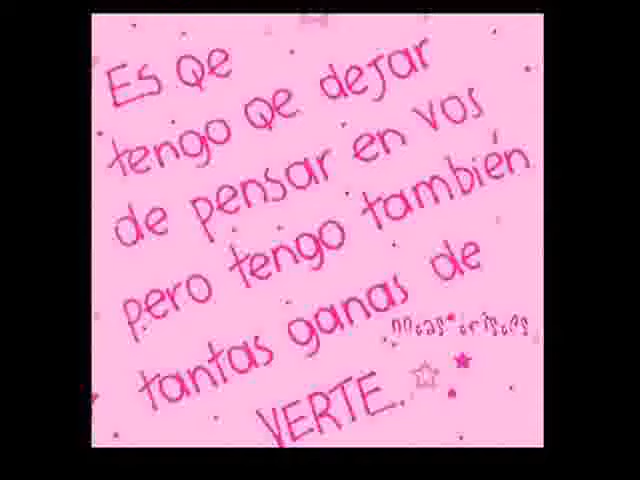 Es qe
tengo qe dejar
de pensar en vos
pero tengo también
tantas ganas de
VERTE.